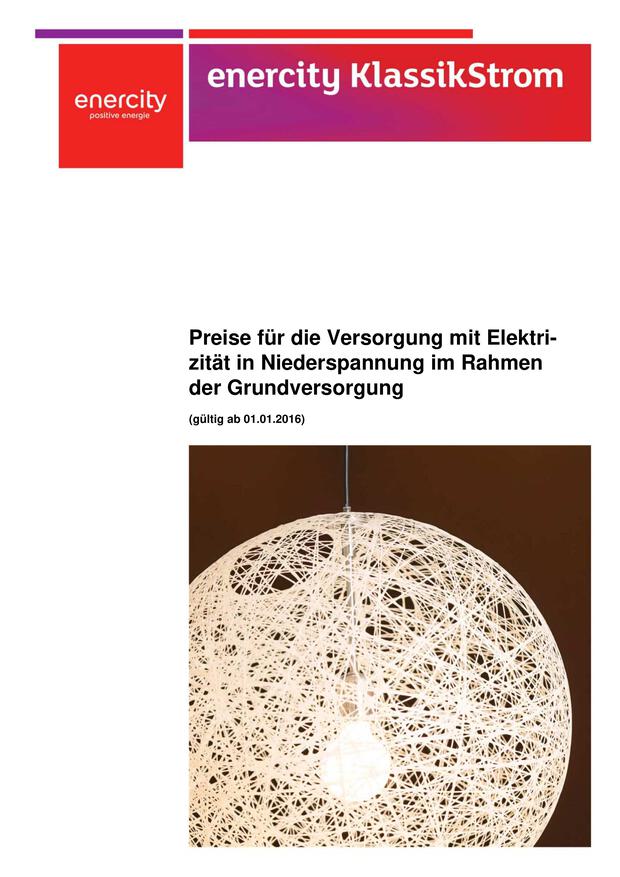 enercity KlassikStrom
enercity
positive energie
Preise für die Versorgung mit Elektri-
zität in Niederspannung im Rahmen
der Grundversorgung
(gültig ab 01.01.2016)